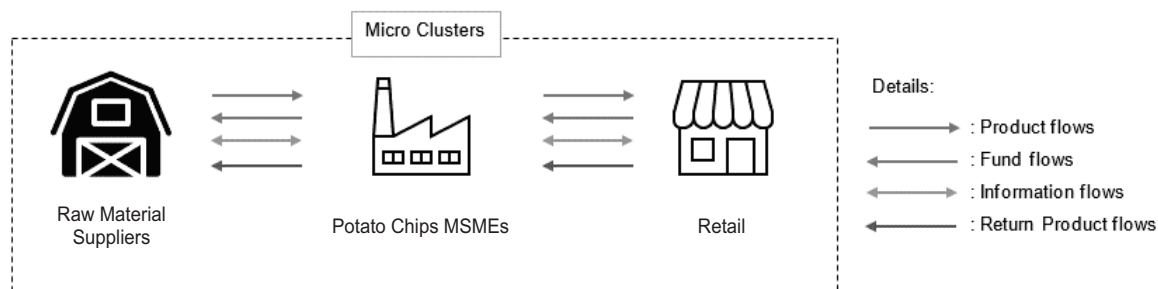 Micro Clusters
Raw Material
Suppliers
Potato Chips MSMEs
Retail
Details:
: Product flows
: Fund flows
: Information flows
: Return Product flows